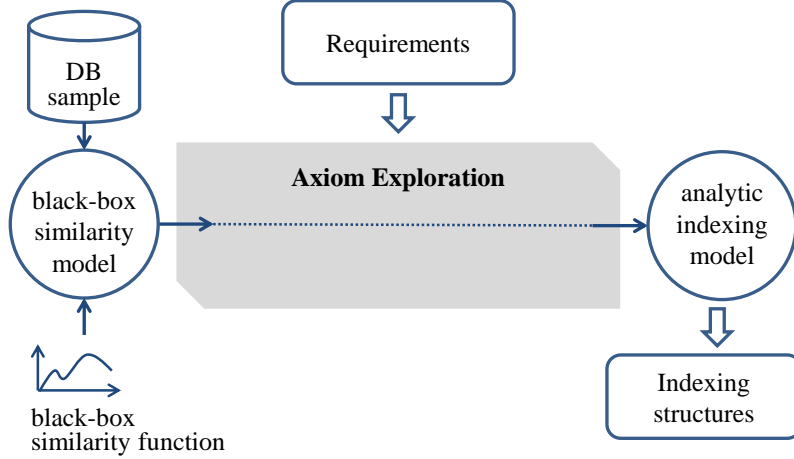 DB
sample
Requirements
Axiom Exploration
black-box
similarity
model
analytic
indexing
model
black-box
similarity function
Indexing
structures